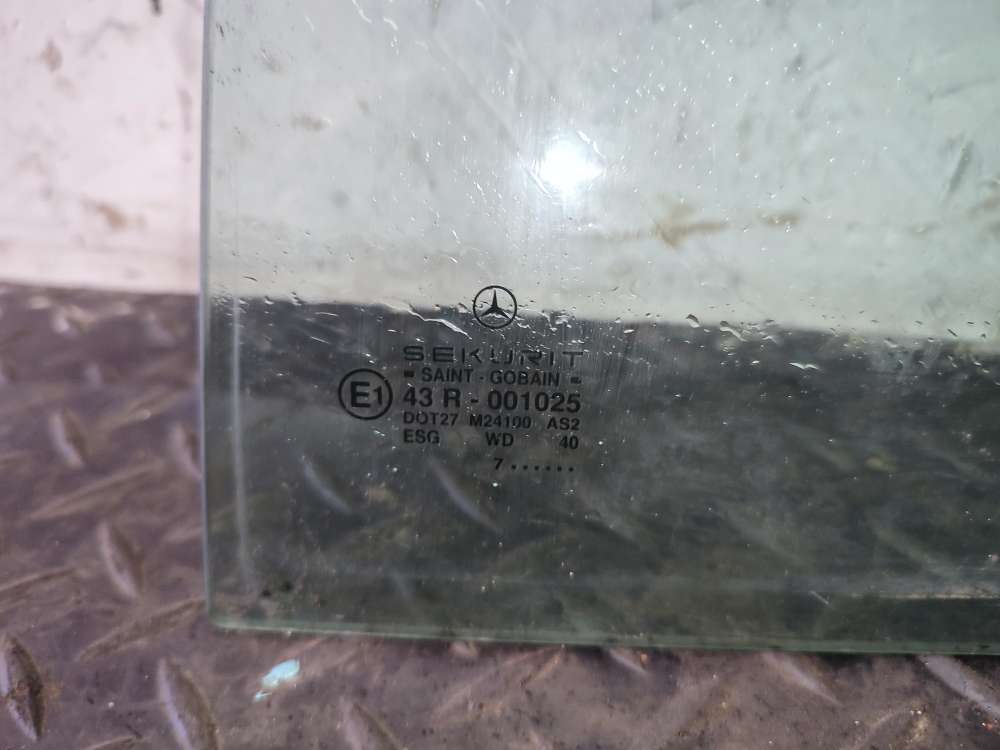 SEKURIT
SAINT - GOBAIN
E1 43 R - 001025
DOT27 M24100 AS2
ESG WD 40
7 ......